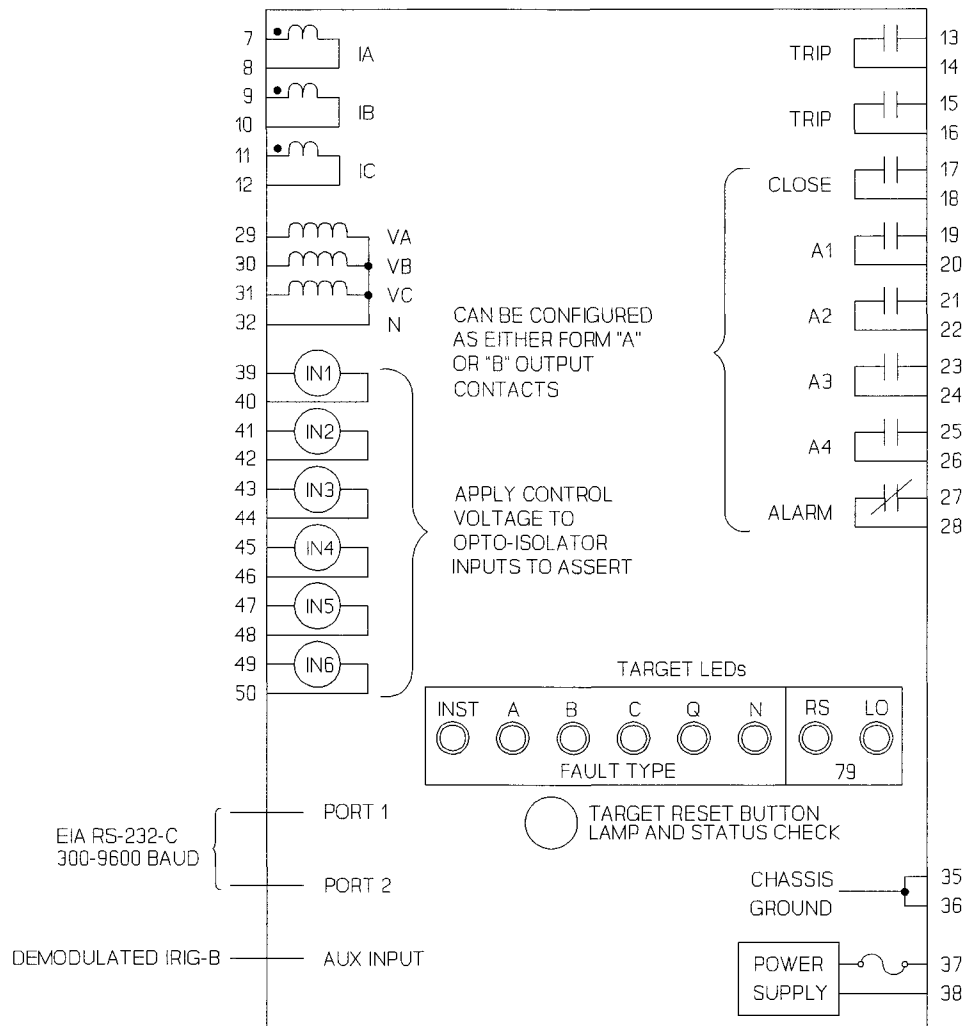 7
8
IA
9
10
IB
11
12
IC
29
VA
30
VB
31
VC
32
N
39
IN1
40
41
IN2
42
43
IN3
44
45
IN4
46
47
IN5
48
49
IN6
50
CAN BE CONFIGURED
AS EITHER FORM "A"
OR "B" OUTPUT
CONTACTS
APPLY CONTROL
VOLTAGE TO
OPTO-ISOLATOR
INPUTS TO ASSERT
TRIP
13
14
TRIP
15
16
CLOSE
17
18
A1
19
20
A2
21
22
A3
23
24
A4
25
26
ALARM
27
28
TARGET LEDs
INST A B C Q N RS LO
FAULT TYPE 79
TARGET RESET BUTTON
LAMP AND STATUS CHECK
EIA RS-232-C
300-9600 BAUD
PORT 1
PORT 2
DEMODULATED IRIG-B
AUX INPUT
CHASSIS
GROUND
35
36
POWER
SUPPLY
37
38